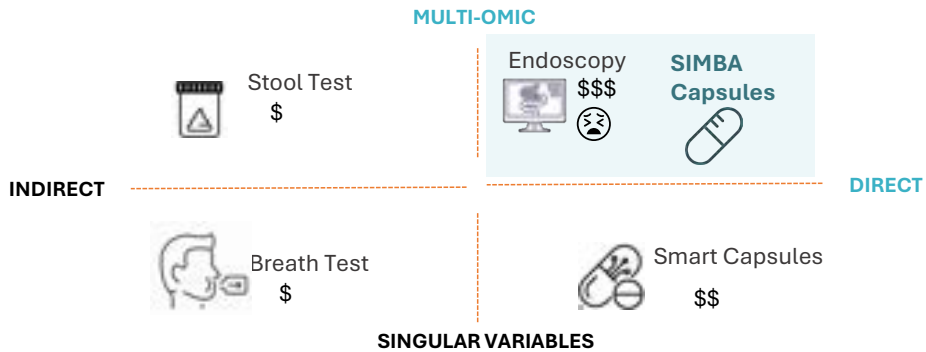 MULTI-OMIC
Stool Test
$
Endoscopy
$$$
SIMBA
Capsules
INDIRECT
DIRECT
Breath Test
$
Smart Capsules
$$
SINGULAR VARIABLES